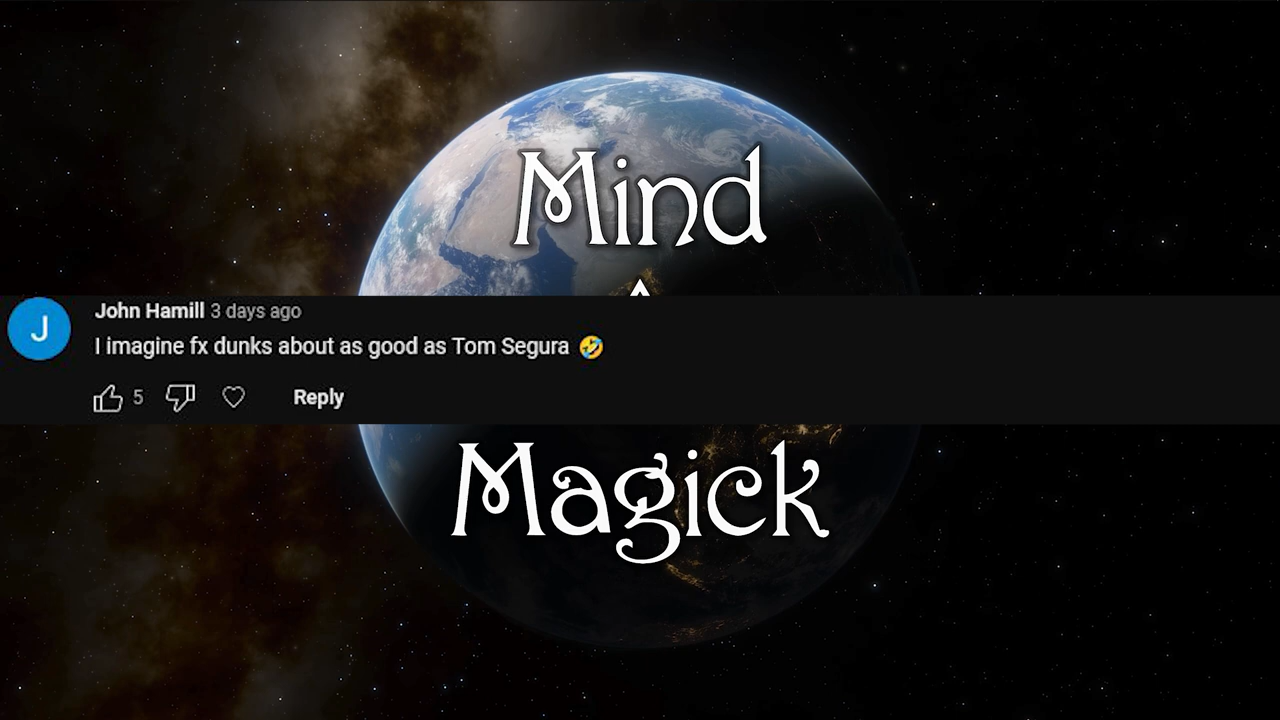 Mind
John Hamill 3 days ago
J
I imagine fx dunks about as good as Tom Segura 🤣
5
Reply
Magick